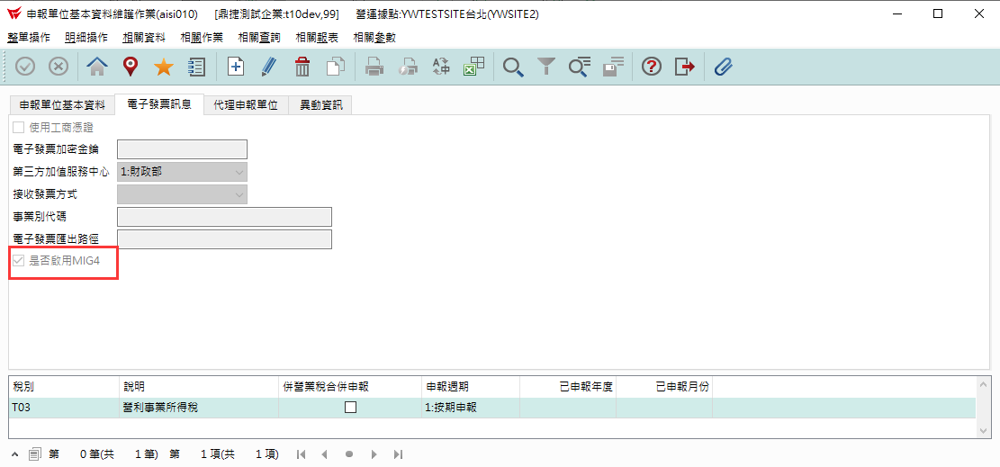 申報單位基本資料維護作業(aisi010) [鼎捷測試企業:t10dev,99] 營運據點:YWTESTSITE台北(YWSITE2)
整單操作 明細操作 相關資料 相關作業 相關查詢 相關報表 相關參數
申報單位基本資料 電子發票訊息 代理申報單位 異動資訊
使用工商憑證
電子發票加密金鑰
第三方加值服務中心 1:財政部
接收發票方式
事業別代碼
電子發票匯出路徑
是否啟用MIG4
稅別 說明 併營業稅合併申報 申報週期 已申報年度 已申報月份
T03 營利事業所得稅 1:按期申報
第 0 筆(共 1 筆) 第 1 項(共 1 項)